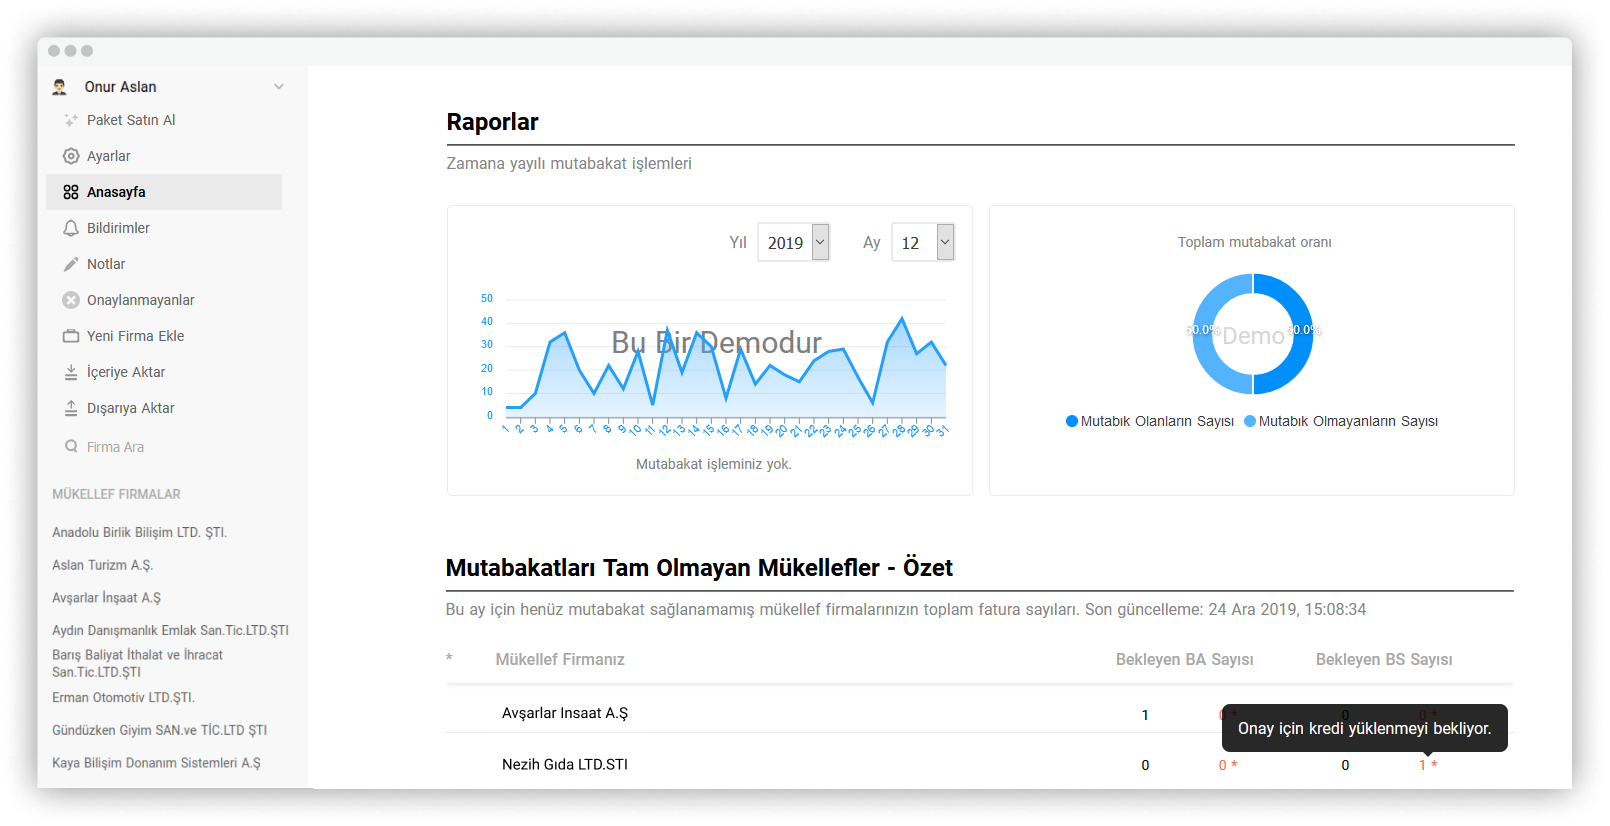 Onur Aslan
Paket Satın Al
Ayarlar
Anasayfa
Bildirimler
Notlar
Onaylanmayanlar
Yeni Firma Ekle
İçeriye Aktar
Dışarıya Aktar
Firma Ara
MÜKELLEF FIRMALAR
Anadolu Birlik Bilişim LTD. ŞTI.
Aslan Turizm A.Ş.
Avşarlar İnşaat A.Ş
Aydın Danışmanlık Emlak San.Tic.LTD.ŞTI
Barış Baliyat İthalat ve İhracat
San.Tic.LTD.ŞTI
Erman Otomotiv LTD.ŞTI.
Gündüzken Giyim SAN.ve TİC.LTD ŞTI
Kaya Bilişim Donanım Sistemleri A.Ş
Raporlar
Zamana yayılı mutabakat işlemleri
Yıl 2019 Ay 12
50
40
30
20
10
0
Bu Bir Demodur
1 2 3 4 5 6 7 8 9 10 11 12 13 14 15 16 17 18 19 20 21 22 23 24 25 26 27 28 29 30 31
Mutabakat işleminiz yok.
Toplam mutabakat oranı
50.0% Demo 50.0%
Mutabık Olanların Sayısı Mutabık Olmayanların Sayısı
Mutabakatları Tam Olmayan Mükellefler - Özet
Bu ay için henüz mutabakat sağlanamamış mükellef firmalarınızın toplam fatura sayıları. Son güncelleme: 24 Ara 2019, 15:08:34
* Mükellef Firmanız Bekleyen BA Sayısı Bekleyen BS Sayısı
Avşarlar Insaat A.Ş 1 0 * 0 0 *
Onay için kredi yüklenmeyi bekliyor.
Nezih Gıda LTD.STI 0 0 * 0 1 *